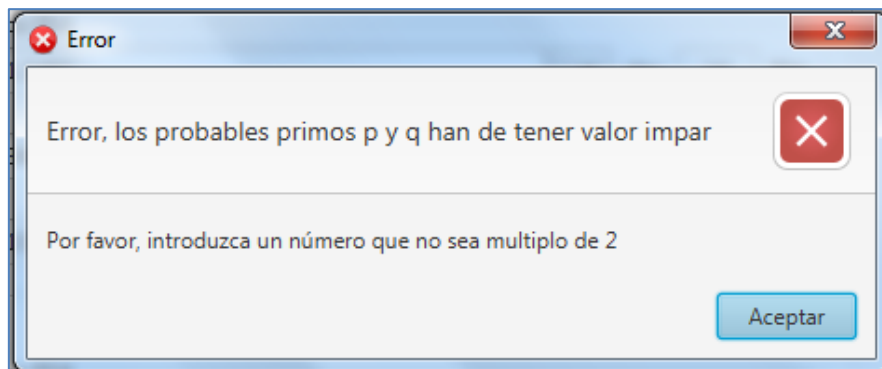 Error
Error, los probables primos p y q han de tener valor impar
Por favor, introduzca un número que no sea multiplo de 2
Aceptar